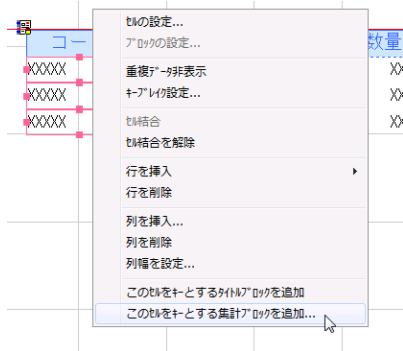 コー
数量
XXXXX
XX
XXXXX
XX
XXXXX
XX
ｾﾙの設定...
ﾌﾞﾛｯｸの設定...
重複ﾃﾞｰﾀ非表示
ｷｰﾌﾞﾚｲｸ設定...
ｾﾙ結合
ｾﾙ結合を解除
行を挿入
行を削除
列を挿入...
列を削除
列幅を設定...
このｾﾙをｷｰとするﾀｲﾄﾙﾌﾞﾛｯｸを追加
このｾﾙをｷｰとする集計ﾌﾞﾛｯｸを追加...